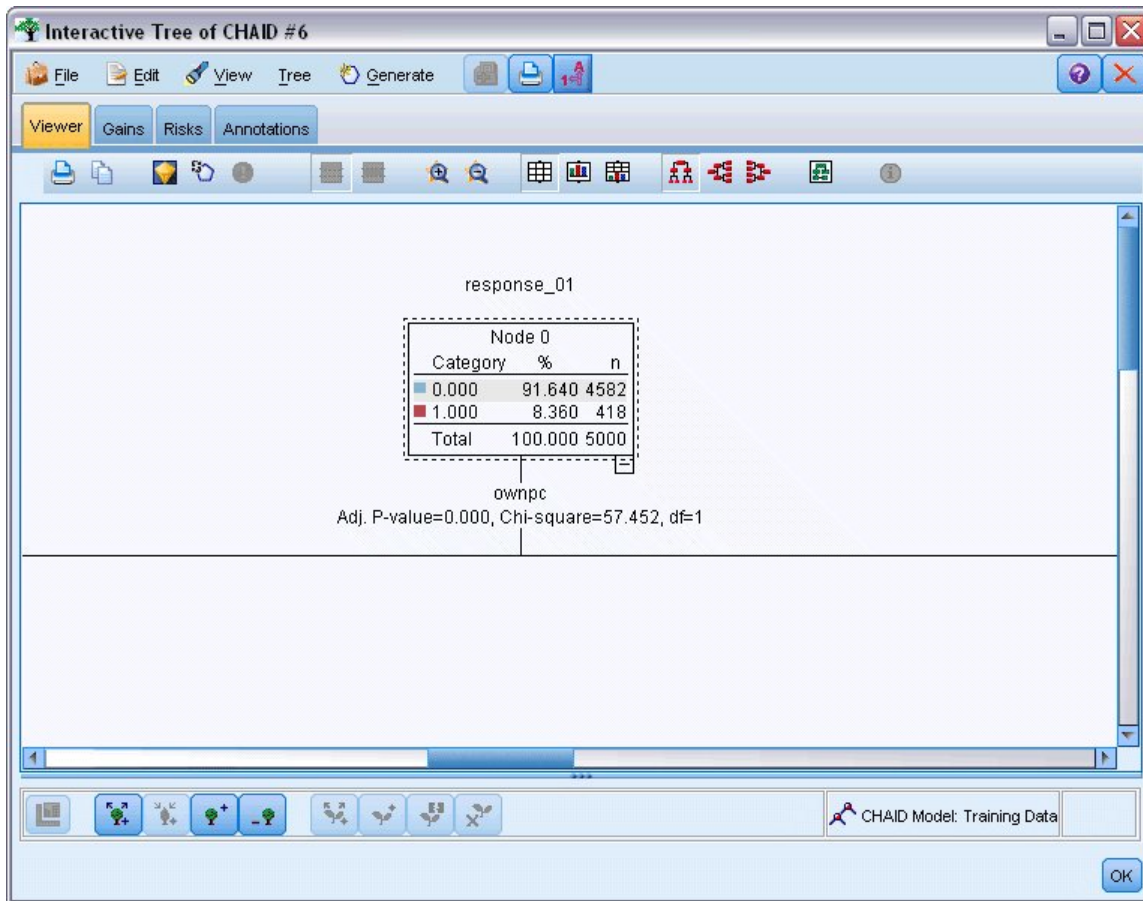 Interactive Tree of CHAID #6
File Edit View Tree Generate
Viewer Gains Risks Annotations
response_01
Node 0
Category % n
0.000 91.640 4582
1.000 8.360 418
Total 100.000 5000
ownpc
Adj. P-value=0.000, Chi-square=57.452, df=1
CHAID Model: Training Data
OK